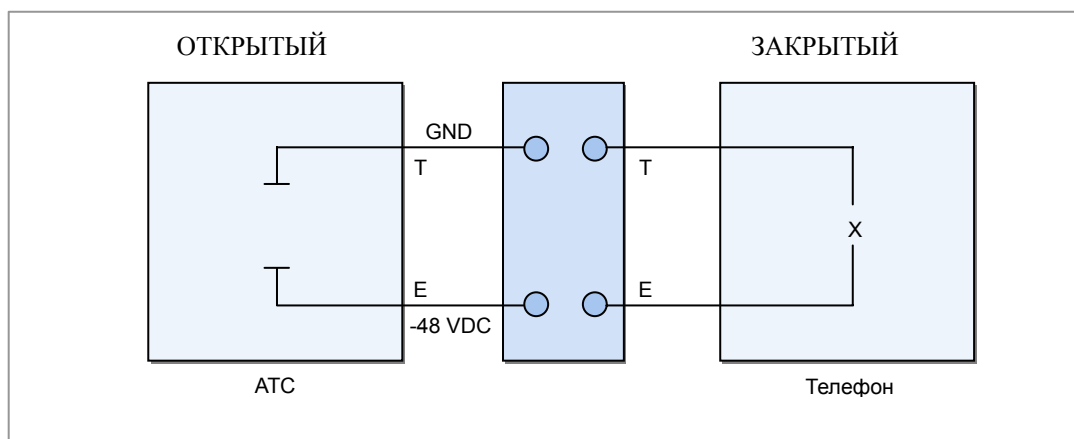 ОТКРЫТЫЙ
ЗАКРЫТЫЙ
GND
T
T
X
E
E
-48 VDC
АТС
Телефон